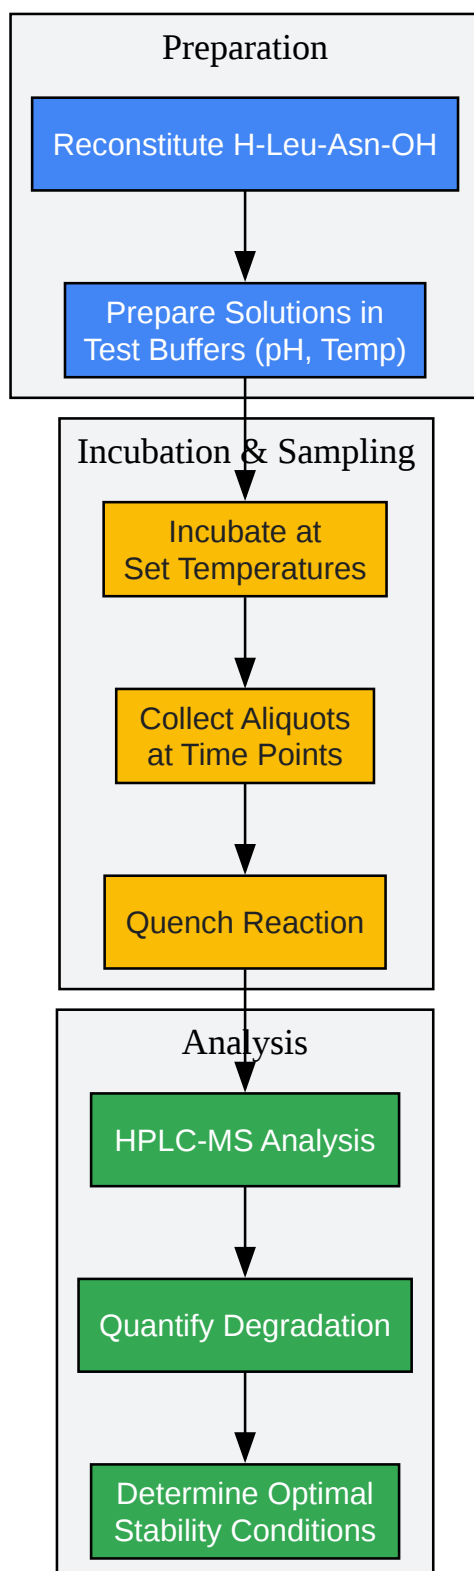 Preparation
Reconstitute H-Leu-Asn-OH
Prepare Solutions in
Test Buffers (pH, Temp)
Incubation & Sampling
Incubate at
Set Temperatures
Collect Aliquots
at Time Points
Quench Reaction
Analysis
HPLC-MS Analysis
Quantify Degradation
Determine Optimal
Stability Conditions